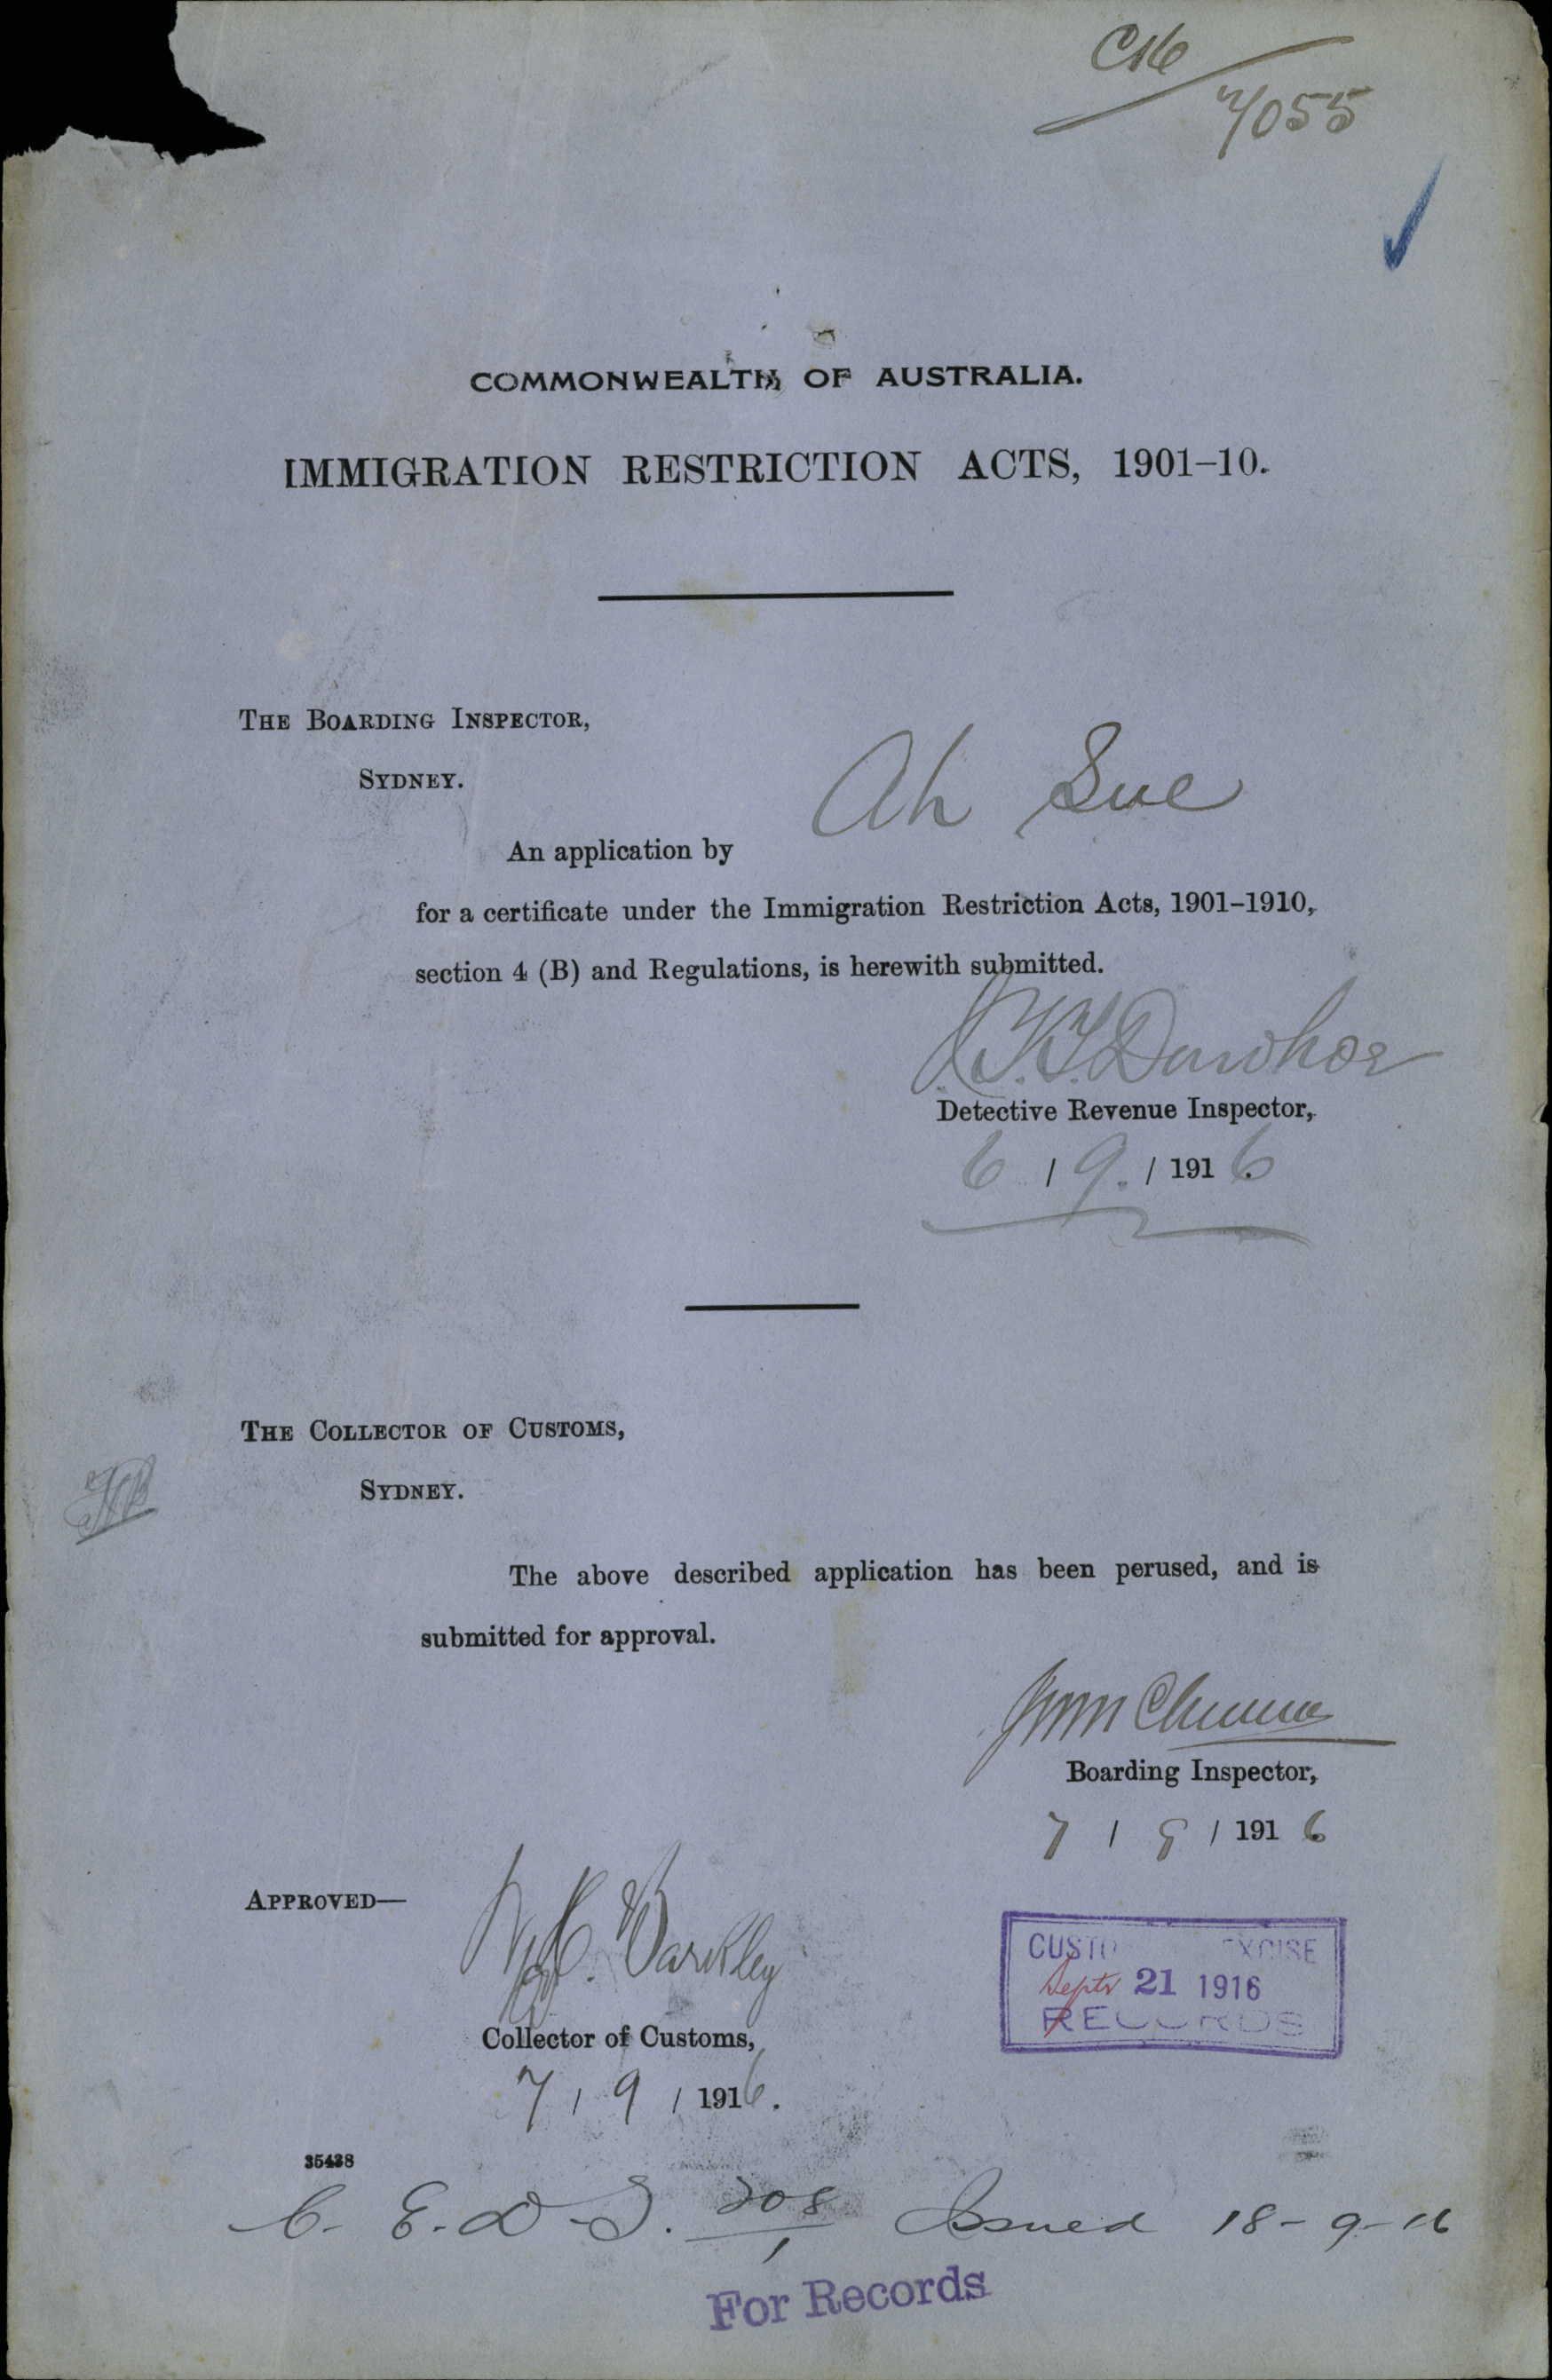 C16
4055
COMMONWEALTH OF AUSTRALIA.
IMMIGRATION RESTRICTION ACTS, 1901–10.
THE BOARDING INSPECTOR,
SYDNEY.
An application by Ah Sue
for a certificate under the Immigration Restriction Acts, 1901–1910,
section 4 (B) and Regulations, is herewith submitted.
Detective Revenue Inspector,
6 / 9. / 1916
THE COLLECTOR OF CUSTOMS,
SYDNEY.
The above described application has been perused, and is
submitted for approval.
Boarding Inspector,
7 / 9 / 1916
APPROVED—
Collector of Customs,
7 / 9 / 1916.
CUSTO EXCISE
Septr 21 1916
RECORDS
35438
C. E. D. T. 208/1 Issued 18-9-16
For Records